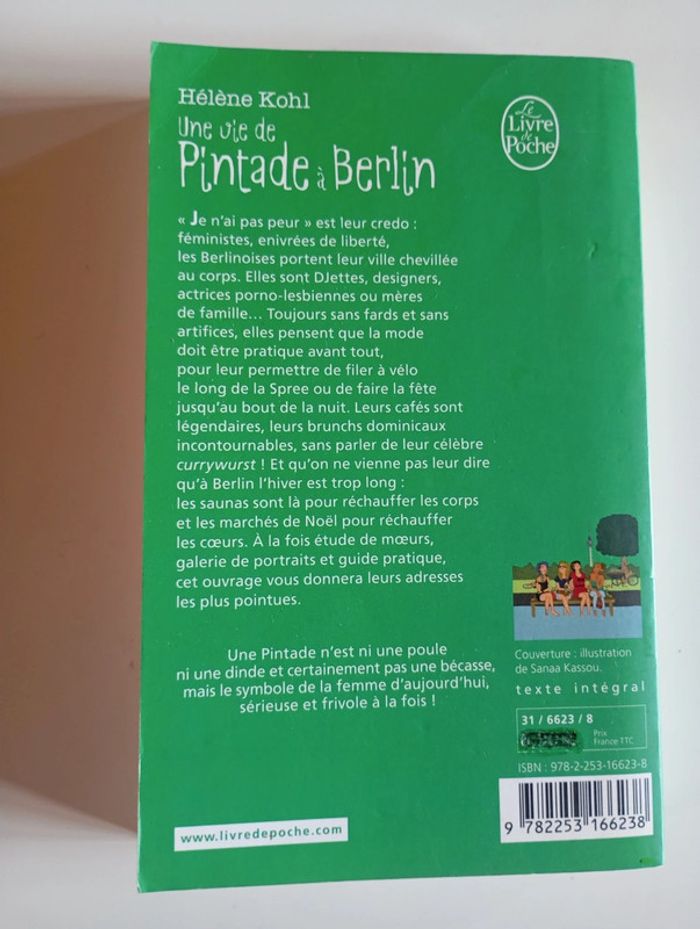 Hélène Kohl
Une vie de
Pintade à Berlin
Le
Livre
de
Poche
« Je n'ai pas peur » est leur credo :
féministes, enivrées de liberté,
les Berlinoises portent leur ville chevillée
au corps. Elles sont DJettes, designers,
actrices porno-lesbiennes ou mères
de famille... Toujours sans fards et sans
artifices, elles pensent que la mode
doit être pratique avant tout,
pour leur permettre de filer à vélo
le long de la Spree ou de faire la fête
jusqu'au bout de la nuit. Leurs cafés sont
légendaires, leurs brunchs dominicaux
incontournables, sans parler de leur célèbre
currywurst ! Et qu'on ne vienne pas leur dire
qu'à Berlin l'hiver est trop long :
les saunas sont là pour réchauffer les corps
et les marchés de Noël pour réchauffer
les cœurs. À la fois étude de mœurs,
galerie de portraits et guide pratique,
cet ouvrage vous donnera leurs adresses
les plus pointues.
Une Pintade n'est ni une poule
ni une dinde et certainement pas une bécasse,
mais le symbole de la femme d'aujourd'hui,
sérieuse et frivole à la fois !
Couverture : illustration
de Sanaa Kassou.
texte intégral
31 / 6623 / 8
Prix
France TTC
ISBN : 978-2-253-16623-8
9 782253 166238
www.livredepoche.com